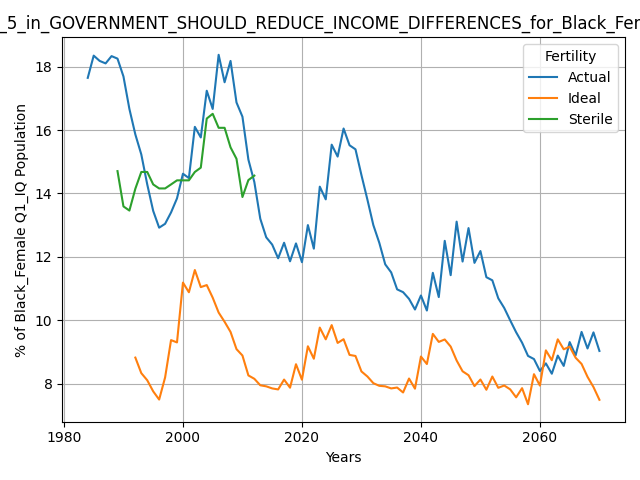 _5_in_GOVERNMENT_SHOULD_REDUCE_INCOME_DIFFERENCES_for_Black_Fer
Fertility
Actual
Ideal
Sterile
% of Black_Female Q1_IQ Population
18
16
14
12
10
8
1980
2000
2020
2040
2060
Years